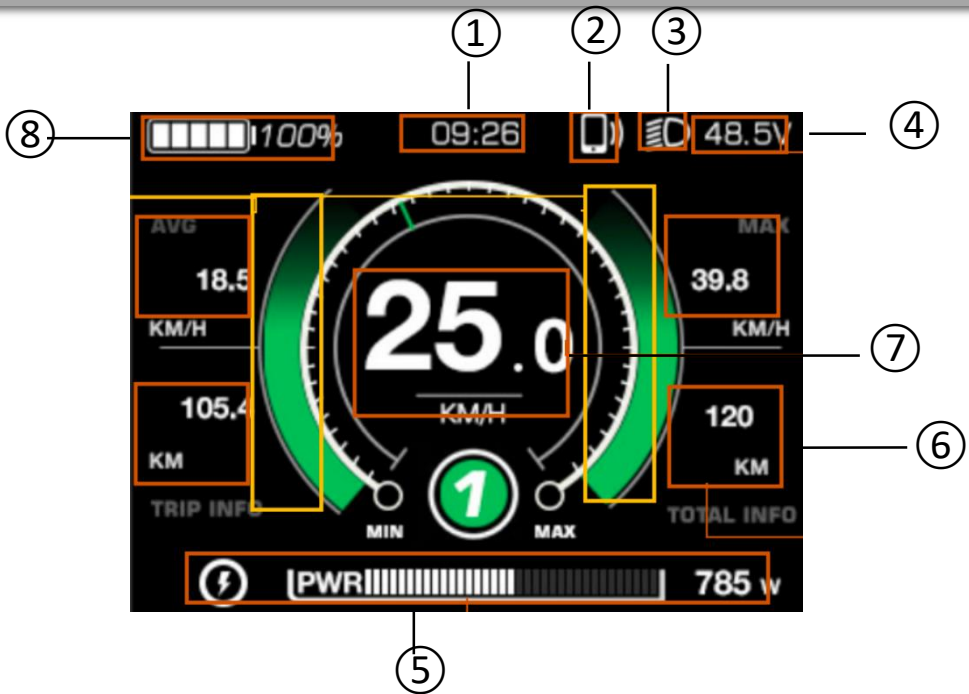 ① ② ③
⑧ 100% 09:26 48.5V ④
AVG MAX
18.5 39.8
KM/H KM/H
25.0 ⑦
KM/H
105.4 120 ⑥
KM KM
TRIP INFO 1 TOTAL INFO
MIN MAX
PWR 785 W
⑤